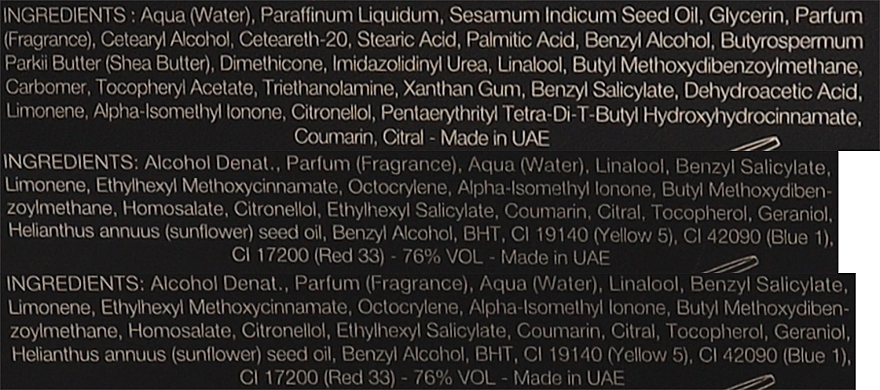 INGREDIENTS : Aqua (Water), Paraffinum Liquidum, Sesamum Indicum Seed Oil, Glycerin, Parfum
(Fragrance), Cetearyl Alcohol, Ceteareth-20, Stearic Acid, Palmitic Acid, Benzyl Alcohol, Butyrospermum
Parkii Butter (Shea Butter), Dimethicone, Imidazolidinyl Urea, Linalool, Butyl Methoxydibenzoylmethane,
Carbomer, Tocopheryl Acetate, Triethanolamine, Xanthan Gum, Benzyl Salicylate, Dehydroacetic Acid,
Limonene, Alpha-Isomethyl Ionone, Citronellol, Pentaerythrityl Tetra-Di-T-Butyl Hydroxyhydrocinnamate,
Coumarin, Citral - Made in UAE
INGREDIENTS: Alcohol Denat., Parfum (Fragrance), Aqua (Water), Linalool, Benzyl Salicylate,
Limonene, Ethylhexyl Methoxycinnamate, Octocrylene, Alpha-Isomethyl Ionone, Butyl Methoxydiben-
zoylmethane, Homosalate, Citronellol, Ethylhexyl Salicylate, Coumarin, Citral, Tocopherol, Geraniol,
Helianthus annuus (sunflower) seed oil, Benzyl Alcohol, BHT, CI 19140 (Yellow 5), CI 42090 (Blue 1),
CI 17200 (Red 33) - 76% VOL - Made in UAE
INGREDIENTS: Alcohol Denat., Parfum (Fragrance), Aqua (Water), Linalool, Benzyl Salicylate,
Limonene, Ethylhexyl Methoxycinnamate, Octocrylene, Alpha-Isomethyl Ionone, Butyl Methoxydiben-
zoylmethane, Homosalate, Citronellol, Ethylhexyl Salicylate, Coumarin, Citral, Tocopherol, Geraniol,
Helianthus annuus (sunflower) seed oil, Benzyl Alcohol, BHT, CI 19140 (Yellow 5), CI 42090 (Blue 1),
CI 17200 (Red 33) - 76% VOL - Made in UAE